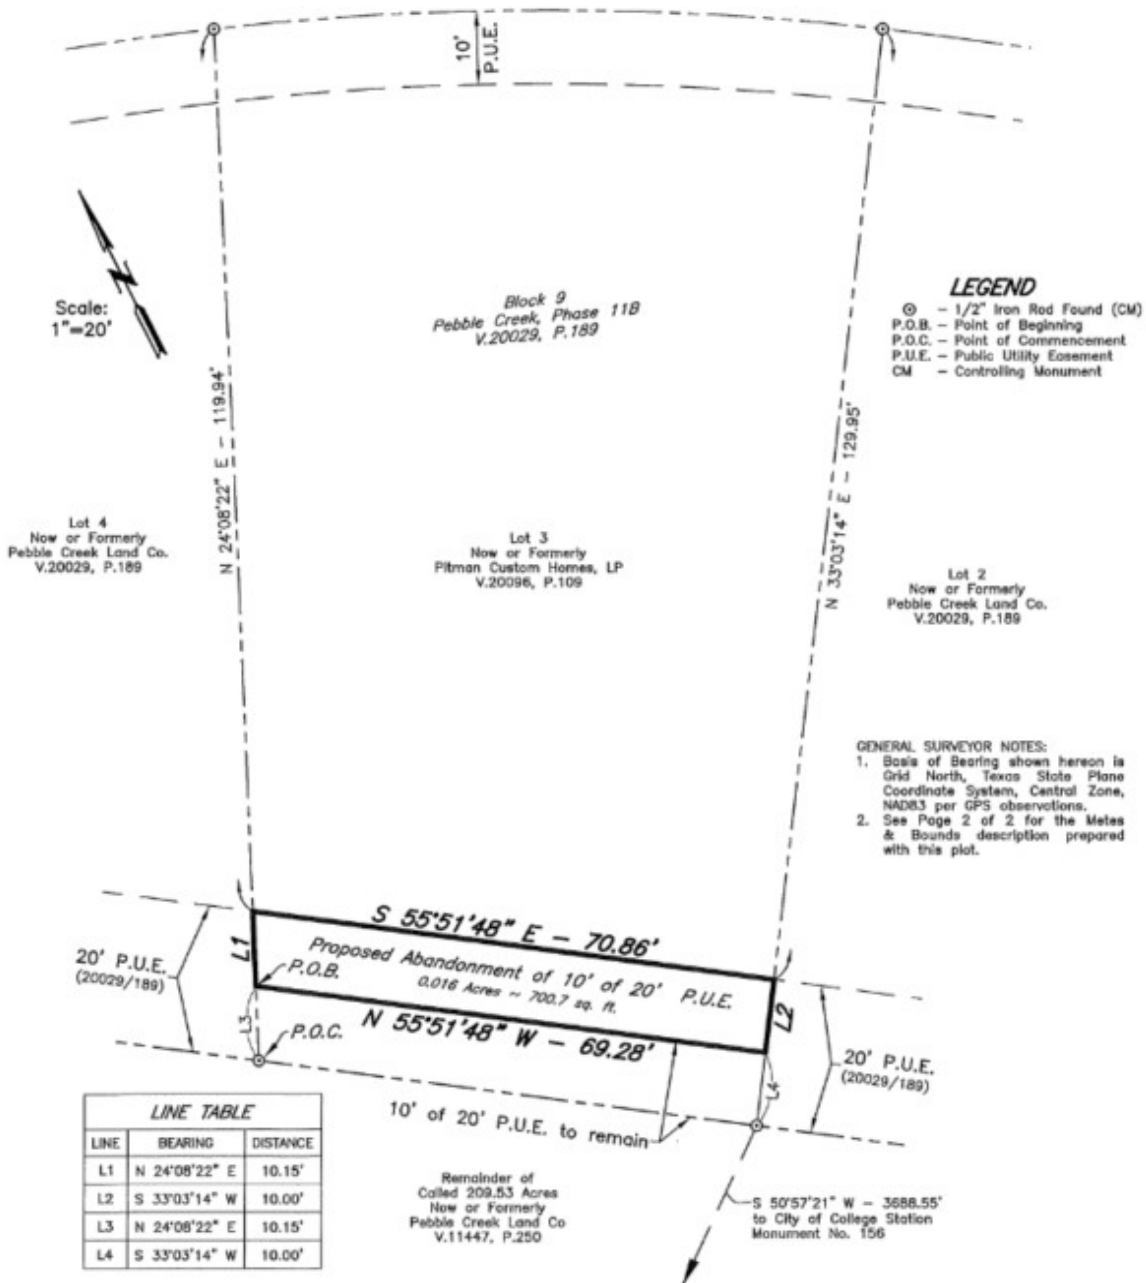 10'
P.U.E.
N
Scale:
1"=20'
Block 9
Pebble Creek, Phase 11B
V.20029, P.189
LEGEND
- 1/2" Iron Rod Found (CM)
P.O.B. - Point of Beginning
P.O.C. - Point of Commencement
P.U.E. - Public Utility Easement
CM - Controlling Monument
N 24°08'22" E - 119.94'
N 33°03'14" E - 129.95'
Lot 4
Now or Formerly
Pebble Creek Land Co.
V.20029, P.189
Lot 3
Now or Formerly
Pitman Custom Homes, LP
V.20096, P.109
Lot 2
Now or Formerly
Pebble Creek Land Co.
V.20029, P.189
GENERAL SURVEYOR NOTES:
1. Basis of Bearing shown hereon is
Grid North, Texas State Plane
Coordinate System, Central Zone,
NAD83 per GPS observations.
2. See Page 2 of 2 for the Metes
& Bounds description prepared
with this plot.
S 55°51'48" E - 70.86'
L1
Proposed Abandonment of 10' of 20' P.U.E.
0.016 Acres ~ 700.7 sq. ft.
P.O.B.
L2
20' P.U.E.
(20029/189)
N 55°51'48" W - 69.28'
L3
P.O.C.
L4
20' P.U.E.
(20029/189)
10' of 20' P.U.E. to remain
LINE TABLE
LINE BEARING DISTANCE
L1 N 24°08'22" E 10.15'
L2 S 33°03'14" W 10.00'
L3 N 24°08'22" E 10.15'
L4 S 33°03'14" W 10.00'
Remainder of
Called 209.53 Acres
Now or Formerly
Pebble Creek Land Co
V.11447, P.250
S 50°57'21" W - 3688.55'
to City of College Station
Monument No. 156